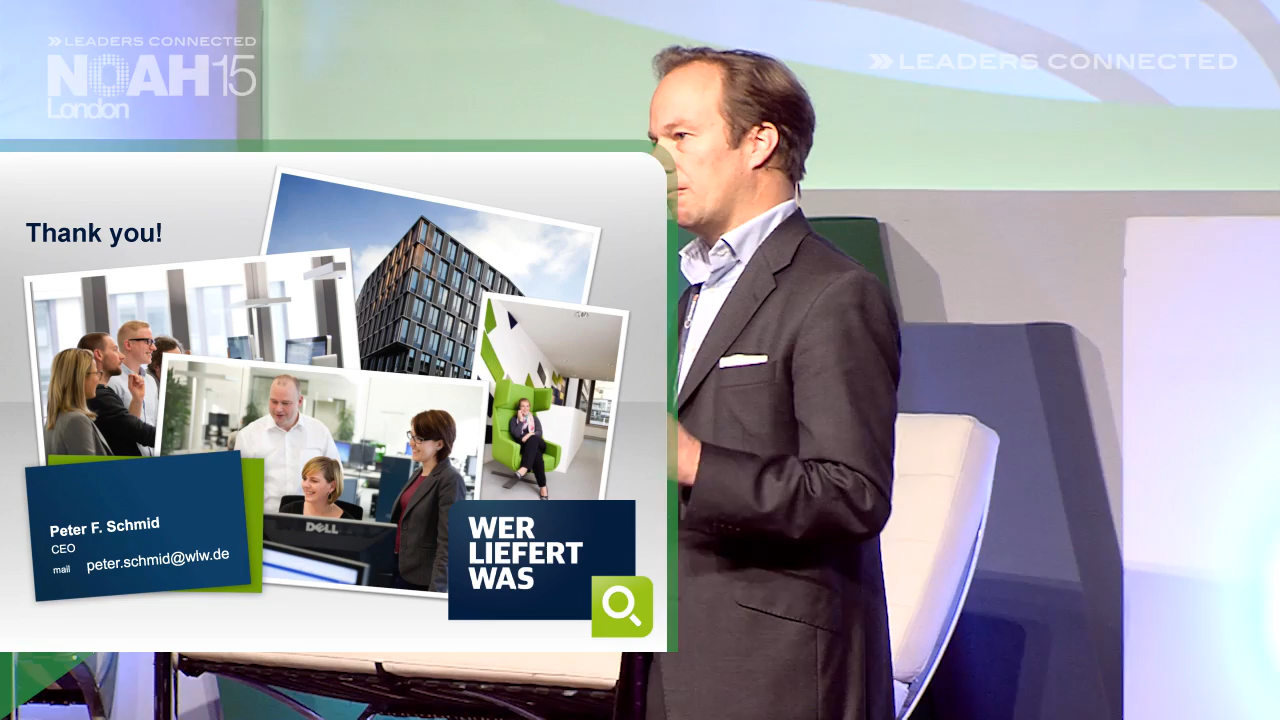 LEADERS CONNECTED
NOAH15
London
LEADERS CONNECTED
Thank you!
DELL
Peter F. Schmid
CEO
mail peter.schmid@wlw.de
WER
LIEFERT
WAS